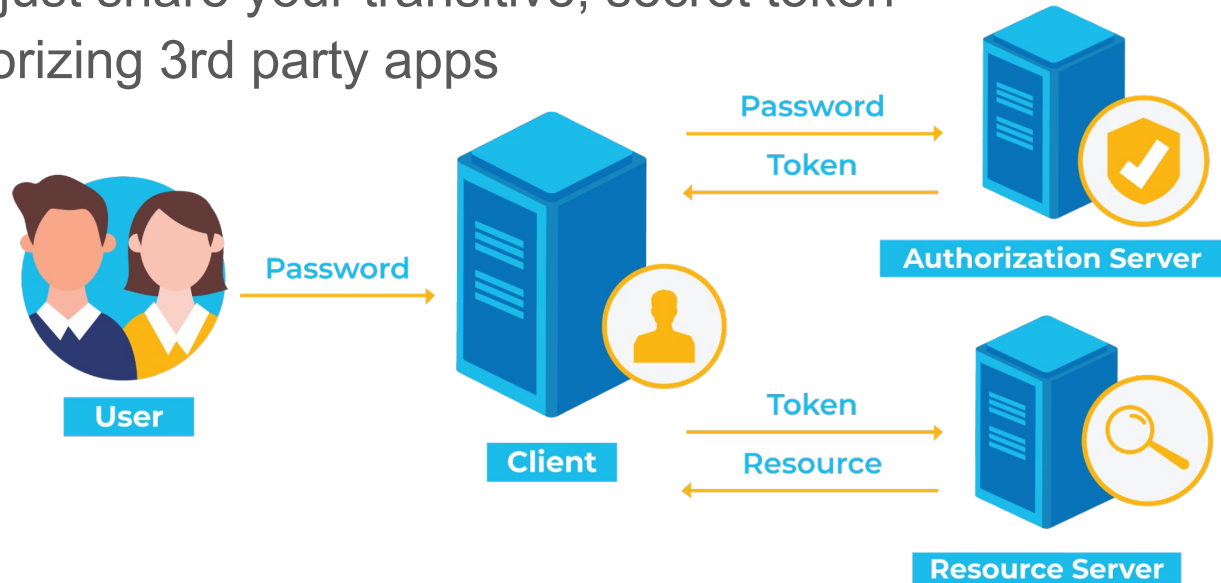 just share your transitive, secret token
orizing 3rd party apps
Password
Token
Authorization Server
Password
User
Client
Token
Resource
Resource Server